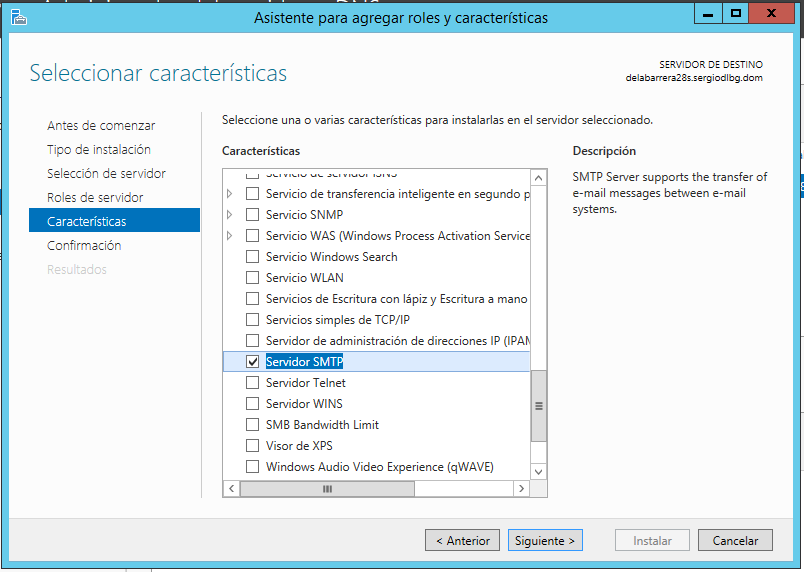 Asistente para agregar roles y características
Seleccionar características
SERVIDOR DE DESTINO
delabarrera28s.sergiodlbg.dom
Antes de comenzar
Tipo de instalación
Selección de servidor
Roles de servidor
Características
Confirmación
Resultados
Seleccione una o varias características para instalarlas en el servidor seleccionado.
Características
Servicio de servidor iSNS
Servicio de transferencia inteligente en segundo p
Servicio SNMP
Servicio WAS (Windows Process Activation Service
Servicio Windows Search
Servicio WLAN
Servicios de Escritura con lápiz y Escritura a mano
Servicios simples de TCP/IP
Servidor de administración de direcciones IP (IPAM
Servidor SMTP
Servidor Telnet
Servidor WINS
SMB Bandwidth Limit
Visor de XPS
Windows Audio Video Experience (qWAVE)
Descripción
SMTP Server supports the transfer of
e-mail messages between e-mail
systems.
< Anterior
Siguiente >
Instalar
Cancelar